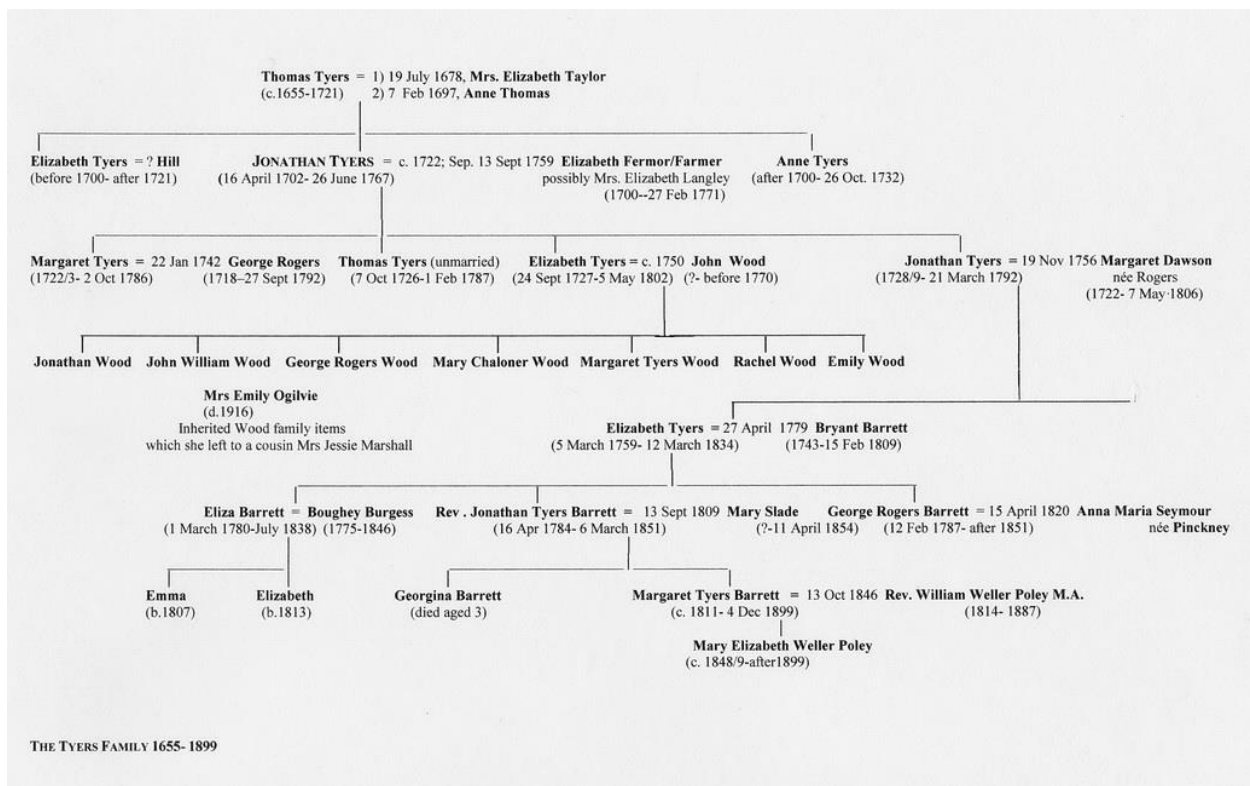 Thomas Tyers = 1) 19 July 1678, Mrs. Elizabeth Taylor
(c.1655-1721) 2) 7 Feb 1697, Anne Thomas
Elizabeth Tyers = ? Hill JONATHAN TYERS = c. 1722; Sep. 13 Sept 1759 Elizabeth Fermor/Farmer Anne Tyers
(before 1700- after 1721) (16 April 1702- 26 June 1767) possibly Mrs. Elizabeth Langley (after 1700- 26 Oct. 1732)
(1700--27 Feb 1771)
Margaret Tyers = 22 Jan 1742 George Rogers Thomas Tyers (unmarried) Elizabeth Tyers = c. 1750 John Wood Jonathan Tyers = 19 Nov 1756 Margaret Dawson
(1722/3- 2 Oct 1786) (1718–27 Sept 1792) (7 Oct 1726-1 Feb 1787) (24 Sept 1727-5 May 1802) (?- before 1770) (1728/9- 21 March 1792) née Rogers
(1722- 7 May·1806)
Jonathan Wood John William Wood George Rogers Wood Mary Chaloner Wood Margaret Tyers Wood Rachel Wood Emily Wood
Mrs Emily Ogilvie
(d.1916)
Inherited Wood family items
which she left to a cousin Mrs Jessie Marshall
Elizabeth Tyers = 27 April 1779 Bryant Barrett
(5 March 1759- 12 March 1834) (1743-15 Feb 1809)
Eliza Barrett = Boughey Burgess Rev . Jonathan Tyers Barrett = 13 Sept 1809 Mary Slade George Rogers Barrett = 15 April 1820 Anna Maria Seymour
(1 March 1780-July 1838) (1775-1846) (16 Apr 1784- 6 March 1851) (?-11 April 1854) (12 Feb 1787- after 1851) née Pinckney
Emma Elizabeth Georgina Barrett Margaret Tyers Barrett = 13 Oct 1846 Rev. William Weller Poley M.A.
(b.1807) (b.1813) (died aged 3) (c. 1811- 4 Dec 1899) (1814- 1887)
Mary Elizabeth Weller Poley
(c. 1848/9-after1899)
THE TYERS FAMILY 1655- 1899